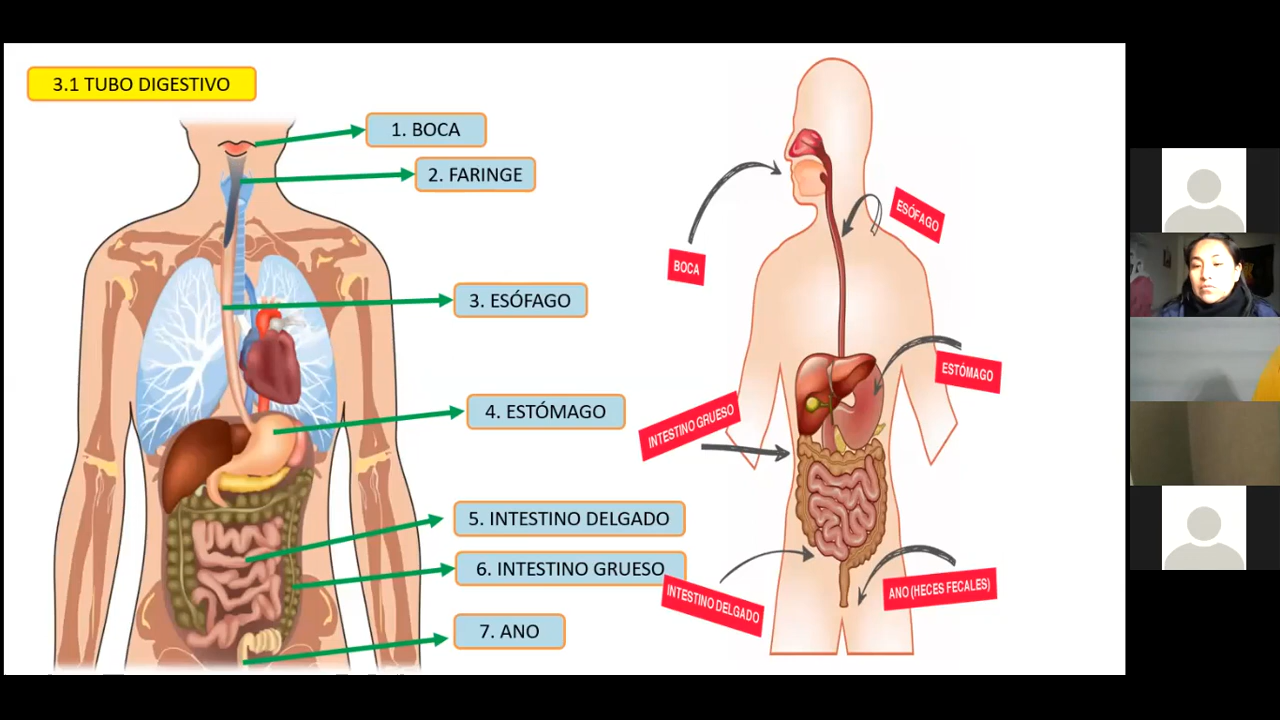 3.1 TUBO DIGESTIVO
1. BOCA
2. FARINGE
3. ESÓFAGO
4. ESTÓMAGO
5. INTESTINO DELGADO
6. INTESTINO GRUESO
7. ANO
BOCA
ESÓFAGO
ESTÓMAGO
INTESTINO GRUESO
INTESTINO DELGADO
ANO (HECES FECALES)